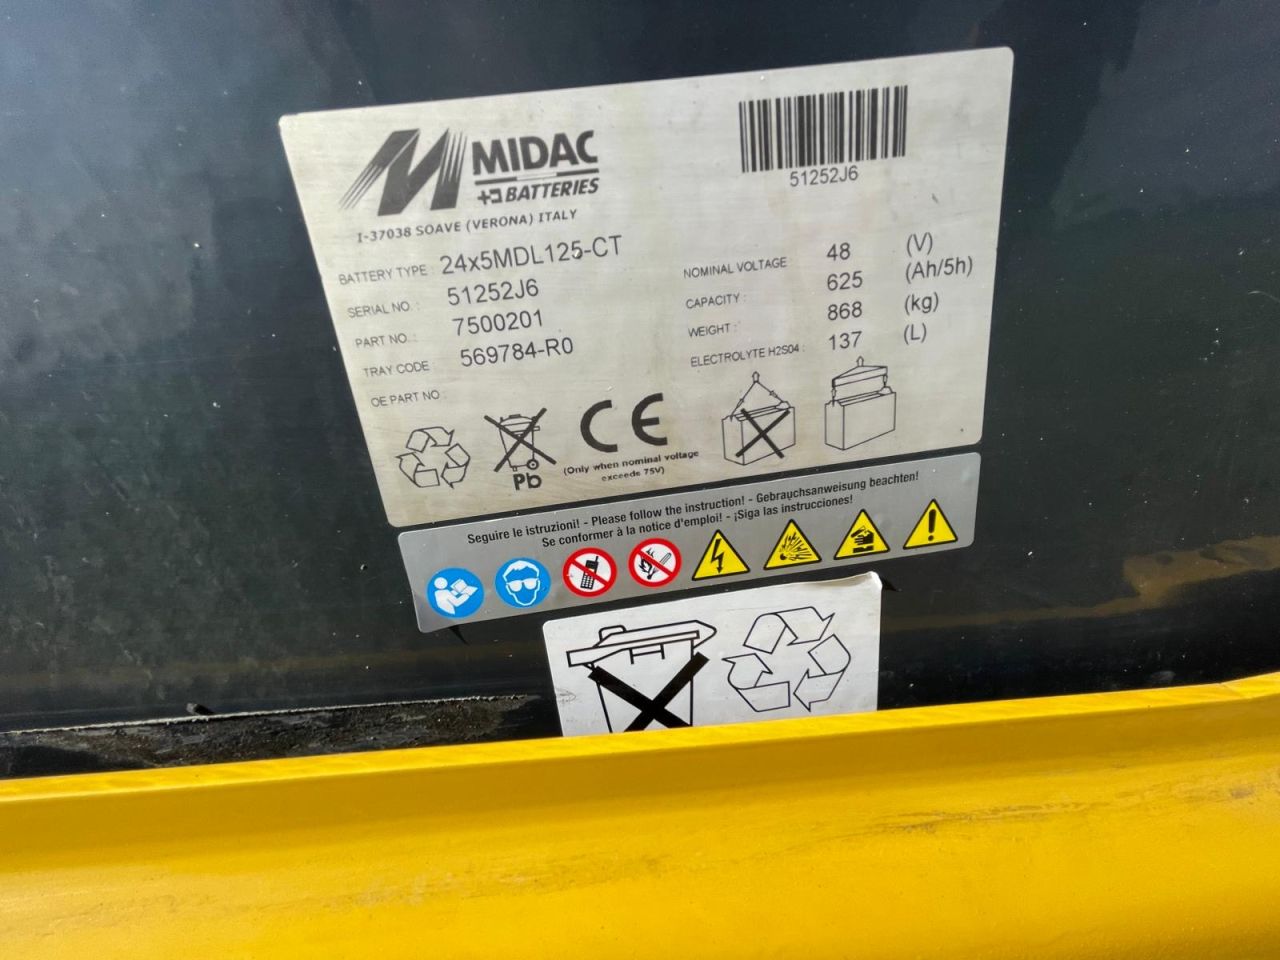 MIDAC
BATTERIES
I-37038 SOAVE (VERONA) ITALY
51252J6
BATTERY TYPE : 24x5MDL125-CT
SERIAL NO. : 51252J6
PART NO. : 7500201
TRAY CODE 569784-R0
OE PART NO :
NOMINAL VOLTAGE 48 (V)
CAPACITY : 625 (Ah/5h)
WEIGHT : 868 (kg)
ELECTROLYTE H2S04 : 137 (L)
Pb
CE
(Only when nominal voltage
exceede 75V)
Seguire le istruzioni! - Please follow the instruction! - Gebrauchsanweisung beachten!
Se conformer à la notice d'emploi! - ¡Siga las instrucciones!